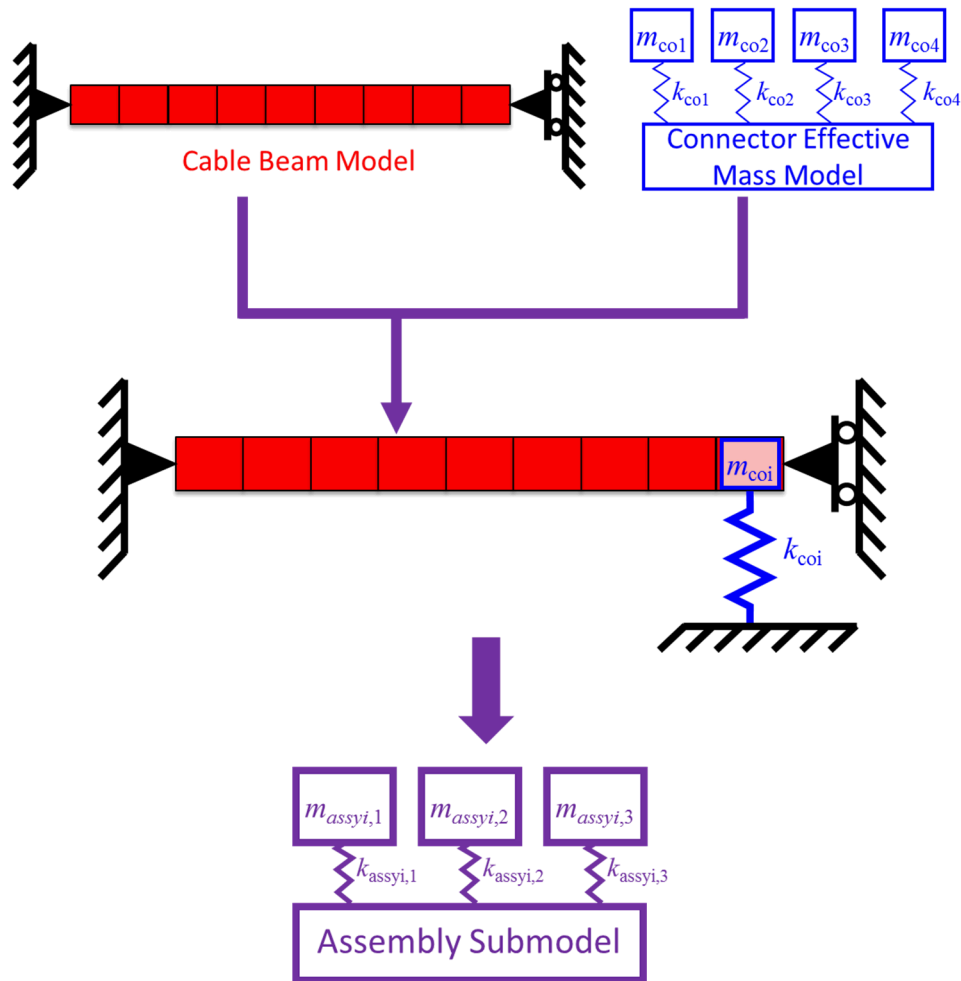 m_co1 m_co2 m_co3 m_co4
k_co1 k_co2 k_co3 k_co4
Cable Beam Model
Connector Effective
Mass Model
m_coi
k_coi
m_assyi,1 m_assyi,2 m_assyi,3
k_assyi,1 k_assyi,2 k_assyi,3
Assembly Submodel